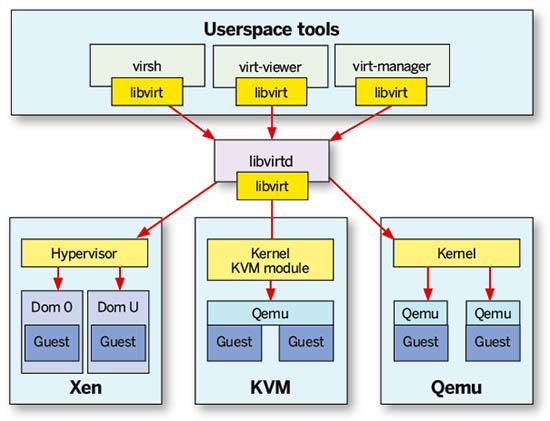 Userspace tools
virsh
virt-viewer
virt-manager
libvirt
libvirt
libvirt
libvirtd
libvirt
Hypervisor
Dom 0
Dom U
Guest
Guest
Xen
Kernel
KVM module
Qemu
Guest
Guest
KVM
Kernel
Qemu
Qemu
Guest
Guest
Qemu